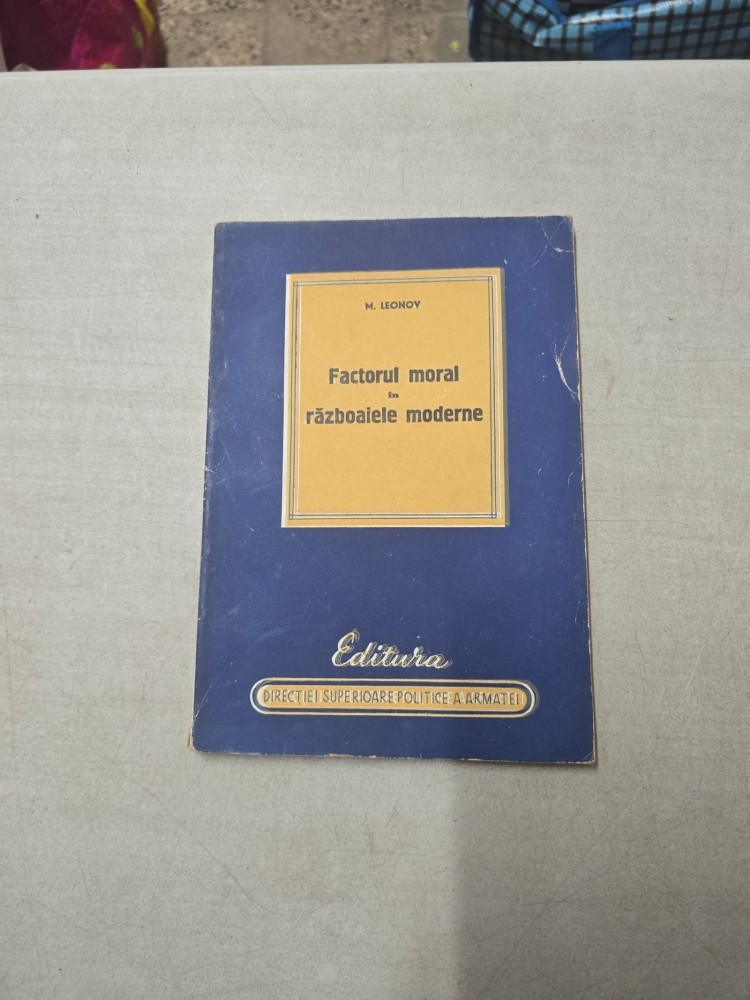 M. LEONOV
Factorul moral
în
războaiele moderne
Editura
DIRECȚIEI SUPERIOARE POLITICE A ARMATEI